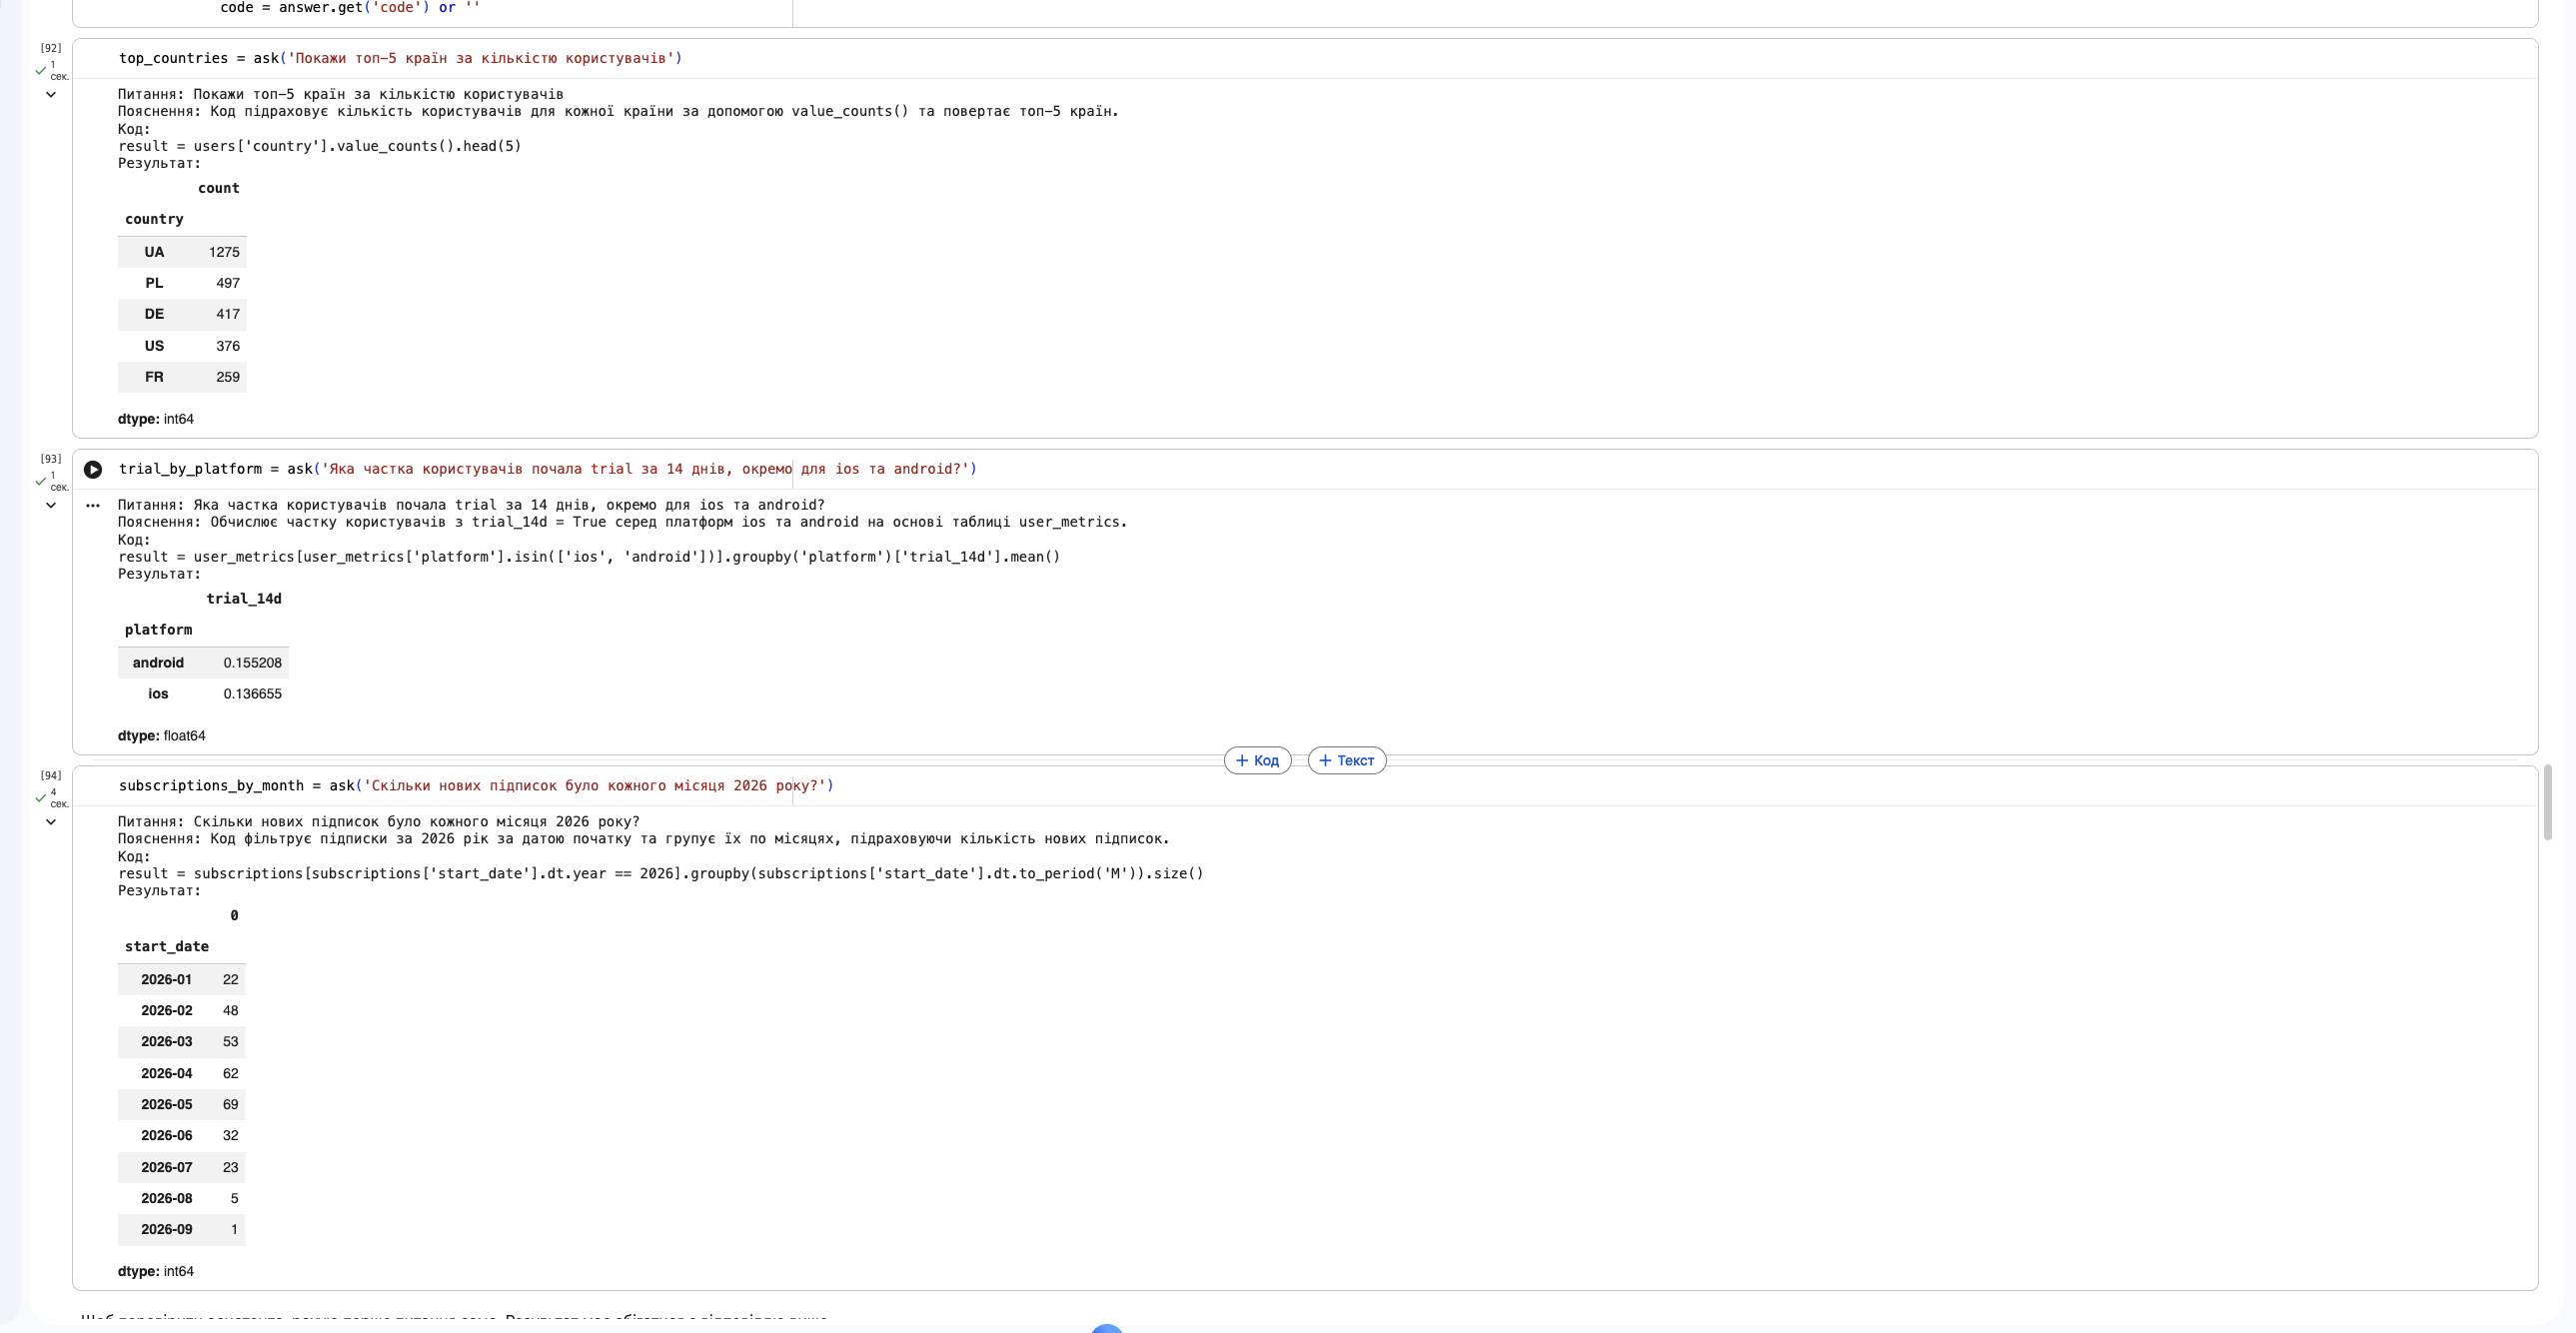 code = answer.get('code') or ''
[92]
1
сек.
top_countries = ask('Покажи топ-5 країн за кількістю користувачів')
Питання: Покажи топ-5 країн за кількістю користувачів
Пояснення: Код підраховує кількість користувачів для кожної країни за допомогою value_counts() та повертає топ-5 країн.
Код:
result = users['country'].value_counts().head(5)
Результат:
count
country
UA 1275
PL 497
DE 417
US 376
FR 259
dtype: int64
[93]
1
сек.
trial_by_platform = ask('Яка частка користувачів почала trial за 14 днів, окремо для ios та android?')
Питання: Яка частка користувачів почала trial за 14 днів, окремо для ios та android?
Пояснення: Обчислює частку користувачів з trial_14d = True серед платформ ios та android на основі таблиці user_metrics.
Код:
result = user_metrics[user_metrics['platform'].isin(['ios', 'android'])].groupby('platform')['trial_14d'].mean()
Результат:
trial_14d
platform
android 0.155208
ios 0.136655
dtype: float64
+ Код + Текст
[94]
4
сек.
subscriptions_by_month = ask('Скільки нових підписок було кожного місяця 2026 року?')
Питання: Скільки нових підписок було кожного місяця 2026 року?
Пояснення: Код фільтрує підписки за 2026 рік за датою початку та групує їх по місяцях, підраховуючи кількість нових підписок.
Код:
result = subscriptions[subscriptions['start_date'].dt.year == 2026].groupby(subscriptions['start_date'].dt.to_period('M')).size()
Результат:
0
start_date
2026-01 22
2026-02 48
2026-03 53
2026-04 62
2026-05 69
2026-06 32
2026-07 23
2026-08 5
2026-09 1
dtype: int64